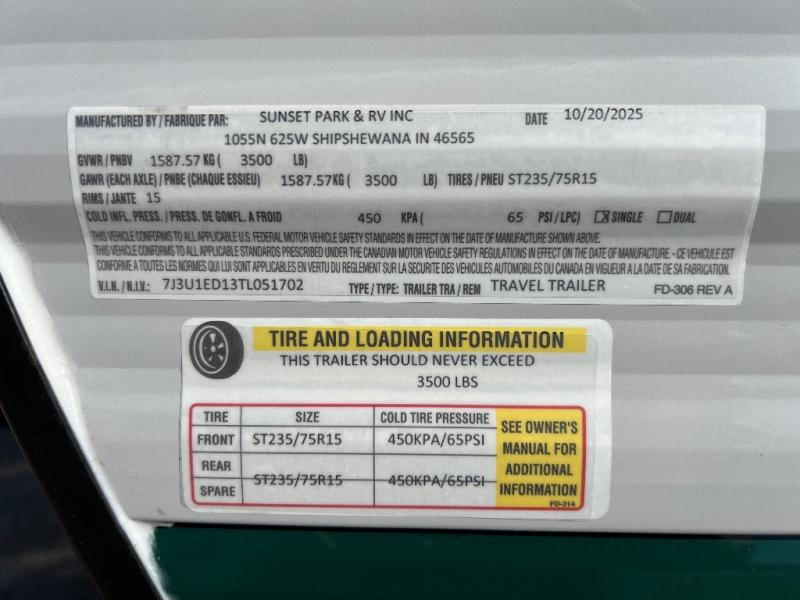 MANUFACTURED BY / FABRIQUE PAR: SUNSET PARK & RV INC DATE 10/20/2025
1055N 625W SHIPSHEWANA IN 46565
GVWR / PNBV 1587.57 KG ( 3500 LB)
GAWR (EACH AXLE) / PNBE (CHAQUE ESSIEU) 1587.57KG ( 3500 LB) TIRES / PNEU ST235/75R15
RIMS / JANTE 15
COLD INFL. PRESS. / PRESS. DE GONFL. A FROID 450 KPA ( 65 PSI / LPC) ☒ SINGLE ☐ DUAL
THIS VEHICLE CONFORMS TO ALL APPLICABLE U.S. FEDERAL MOTOR VEHICLE SAFETY STANDARDS IN EFFECT ON THE DATE OF MANUFACTURE SHOWN ABOVE.
THIS VEHICLE CONFORMS TO ALL APPLICABLE STANDARDS PRESCRIBED UNDER THE CANADIAN MOTOR VEHICLE SAFETY REGULATIONS IN EFFECT ON THE DATE OF MANUFACTURE. - CE VEHICULE EST
CONFORME A TOUTES LES NORMES QUI LUI SONT APPLICABLES EN VERTU DU REGLEMENT SUR LA SECURITE DES VEHICULES AUTOMOBILES DU CANADA EN VIGUEUR A LA DATE DE SA FABRICATION.
V.I.N. / N.I.V.: 7J3U1ED13TL051702 TYPE / TYPE: TRAILER TRA / REM TRAVEL TRAILER FD-306 REV A
TIRE AND LOADING INFORMATION
THIS TRAILER SHOULD NEVER EXCEED
3500 LBS
TIRE SIZE COLD TIRE PRESSURE
FRONT ST235/75R15 450KPA/65PSI
REAR
SPARE ST235/75R15 450KPA/65PSI
SEE OWNER'S
MANUAL FOR
ADDITIONAL
INFORMATION
FD-314